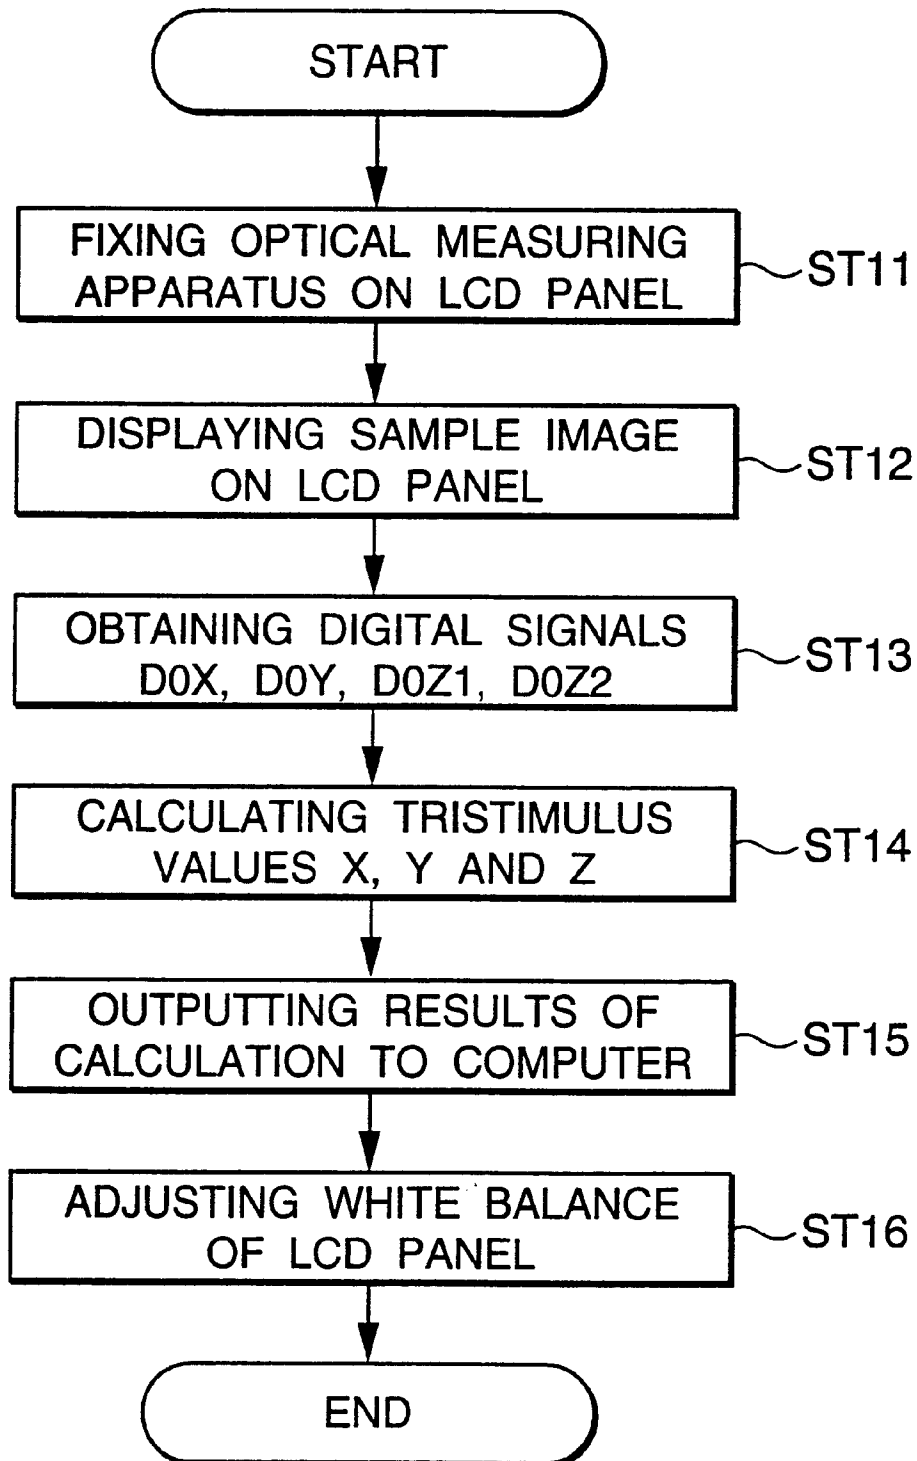 START
FIXING OPTICAL MEASURING
APPARATUS ON LCD PANEL
ST11
DISPLAYING SAMPLE IMAGE
ON LCD PANEL
ST12
OBTAINING DIGITAL SIGNALS
D0X, D0Y, D0Z1, D0Z2
ST13
CALCULATING TRISTIMULUS
VALUES X, Y AND Z
ST14
OUTPUTTING RESULTS OF
CALCULATION TO COMPUTER
ST15
ADJUSTING WHITE BALANCE
OF LCD PANEL
ST16
END